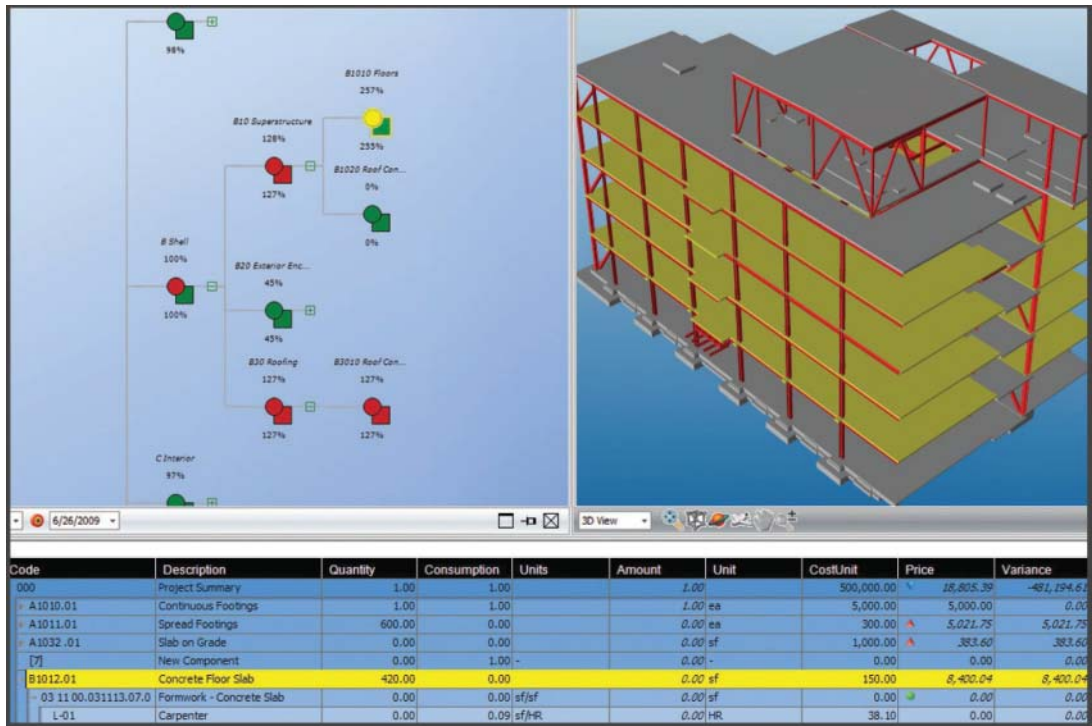 98%
B1010 Floors
257%
255%
B10 Superstructure
128%
127%
B1020 Roof Con...
0%
0%
B Shell
100%
100%
B20 Exterior Enc...
45%
45%
B30 Roofing
127%
127%
B3010 Roof Con...
127%
127%
C Interior
97%
6/26/2009
3D View
Code Description Quantity Consumption Units Amount Unit CostUnit Price Variance
000 Project Summary 1.00 1.00 1.00 500,000.00 18,805.39 -481,194.61
A1010.01 Continuous Footings 1.00 1.00 1.00 ea 5,000.00 5,000.00 0.00
A1011.01 Spread Footings 600.00 0.00 0.00 ea 300.00 5,021.75 5,021.75
A1032 .01 Slab on Grade 0.00 0.00 0.00 sf 1,000.00 383.60 383.60
[7] New Component 0.00 1.00 - 0.00 - 0.00 0.00 0.00
B1012.01 Concrete Floor Slab 420.00 0.00 0.00 sf 150.00 8,400.04 8,400.04
03 11 00.031113.07.0 Formwork - Concrete Slab 0.00 0.00 sf/sf 0.00 sf 0.00 0.00 0.00
L-01 Carpenter 0.00 0.09 sf/HR 0.00 HR 38.10 0.00 0.00